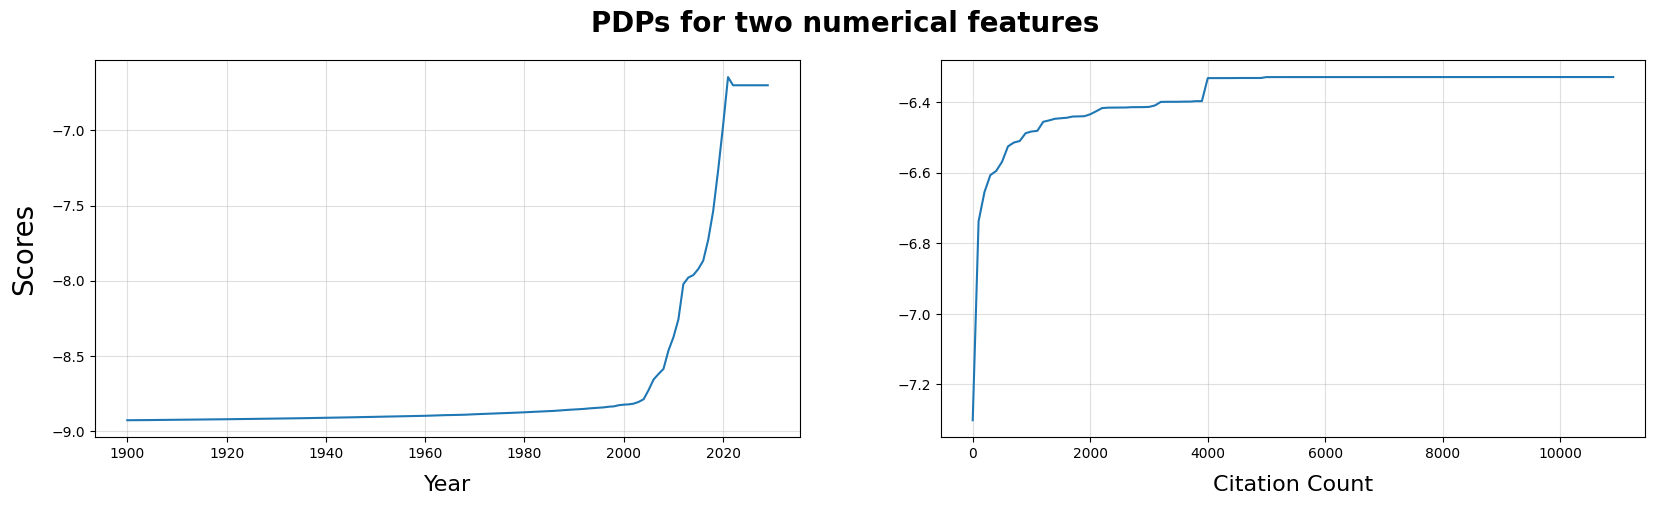 PDPs for two numerical features
Scores
−7.0
−7.5
−8.0
−8.5
−9.0
1900 1920 1940 1960 1980 2000 2020
Year
−6.4
−6.6
−6.8
−7.0
−7.2
0 2000 4000 6000 8000 10000
Citation Count